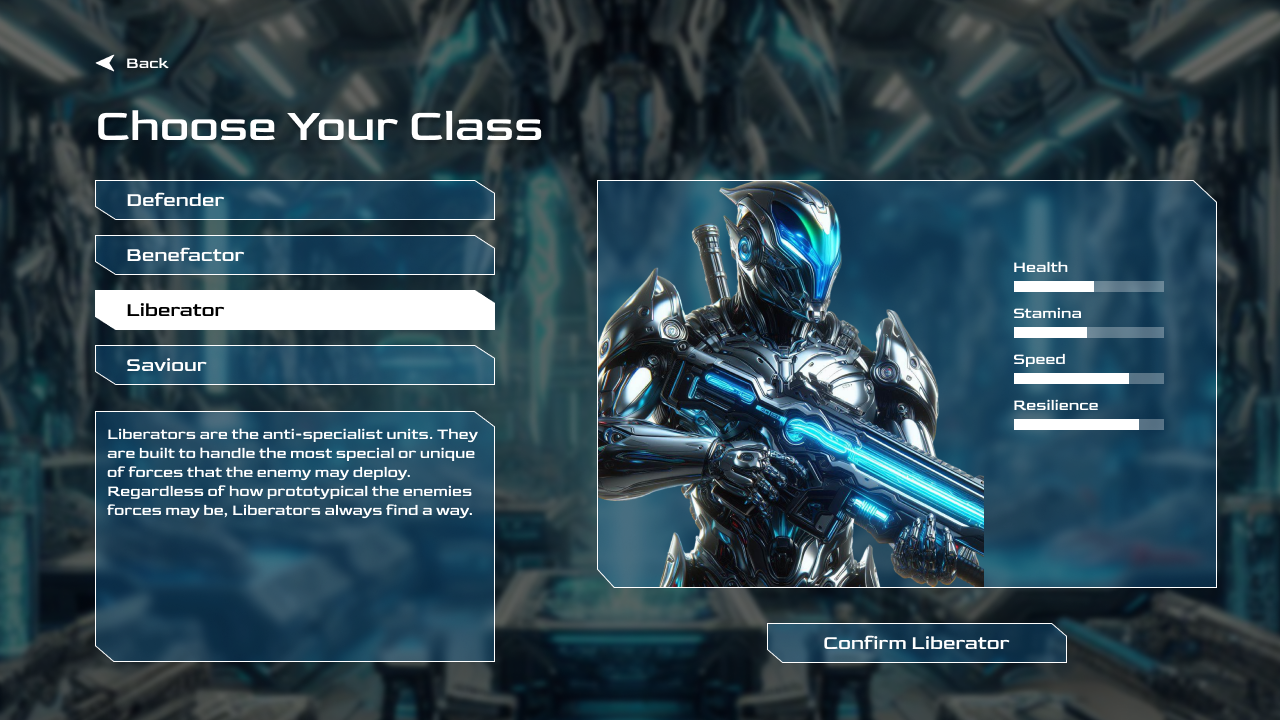 Back
Choose Your Class
Defender
Benefactor
Liberator
Saviour
Liberators are the anti-specialist units. They
are built to handle the most special or unique
of forces that the enemy may deploy.
Regardless of how prototypical the enemies
forces may be, Liberators always find a way.
Health
Stamina
Speed
Resilience
Confirm Liberator